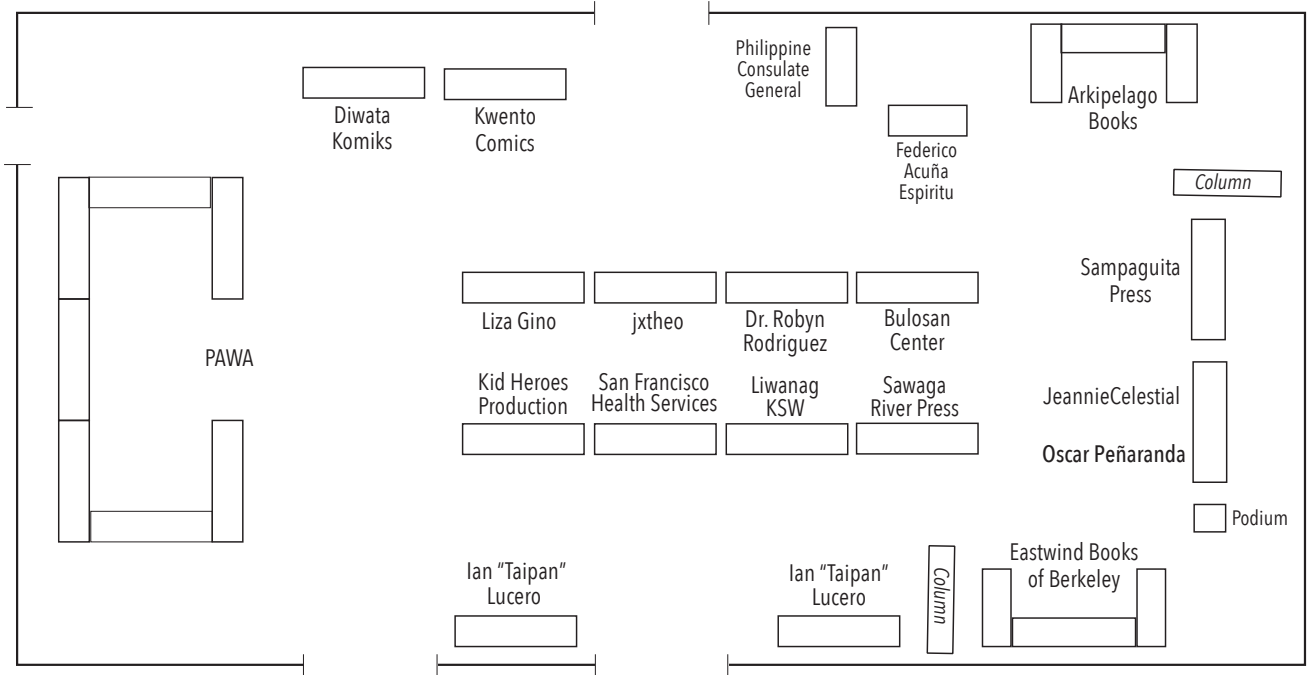 Philippine
Consulate
General
Arkipelago
Books
Diwata
Komiks
Kwento
Comics
Federico
Acuña
Espiritu
Column
Sampaguita
Press
Liza Gino
jxtheo
Dr. Robyn
Rodriguez
Bulosan
Center
PAWA
Kid Heroes
Production
San Francisco
Health Services
Liwanag
KSW
Sawaga
River Press
JeannieCelestial
Oscar Peñaranda
Podium
Ian “Taipan”
Lucero
Ian “Taipan”
Lucero
Column
Eastwind Books
of Berkeley